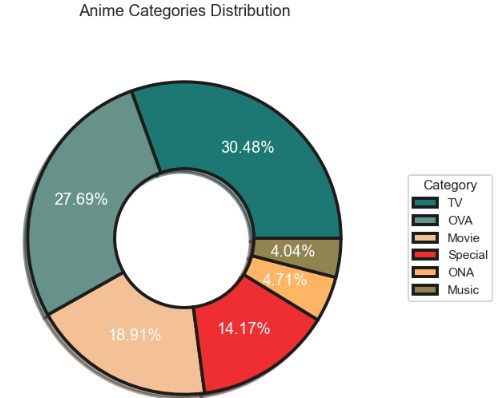 Anime Categories Distribution
30.48%
27.69%
18.91%
14.17%
4.71%
4.04%
Category
TV
OVA
Movie
Special
ONA
Music